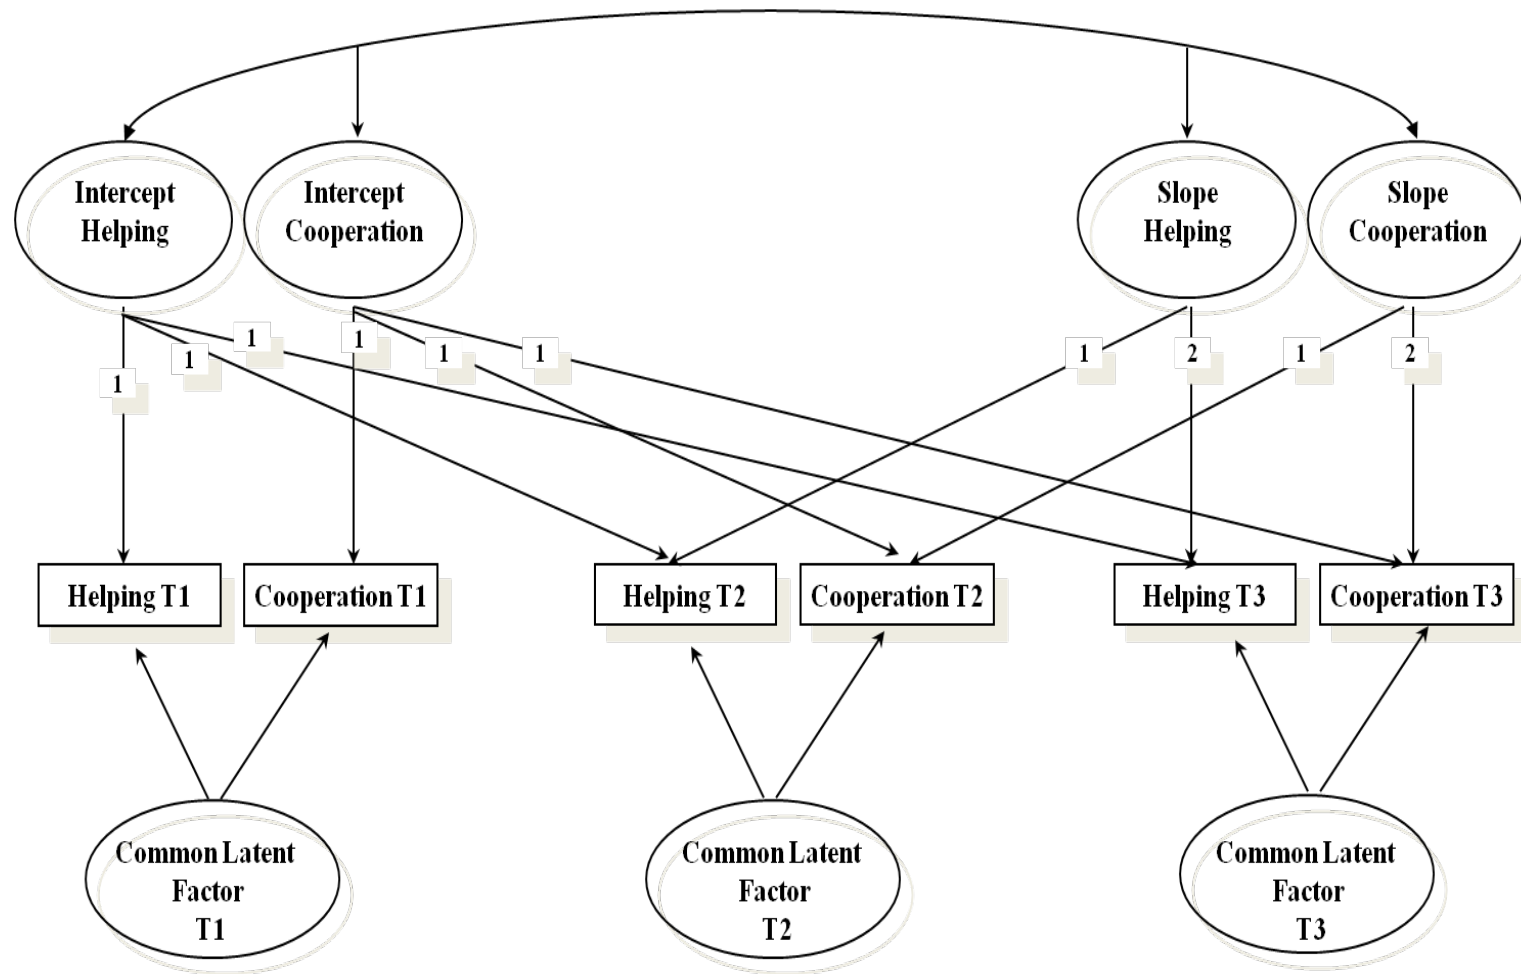 Intercept
Helping
Intercept
Cooperation
Slope
Helping
Slope
Cooperation
1
1
1
1
1
1
1
2
1
2
Helping T1
Cooperation T1
Helping T2
Cooperation T2
Helping T3
Cooperation T3
Common Latent
Factor
T1
Common Latent
Factor
T2
Common Latent
Factor
T3